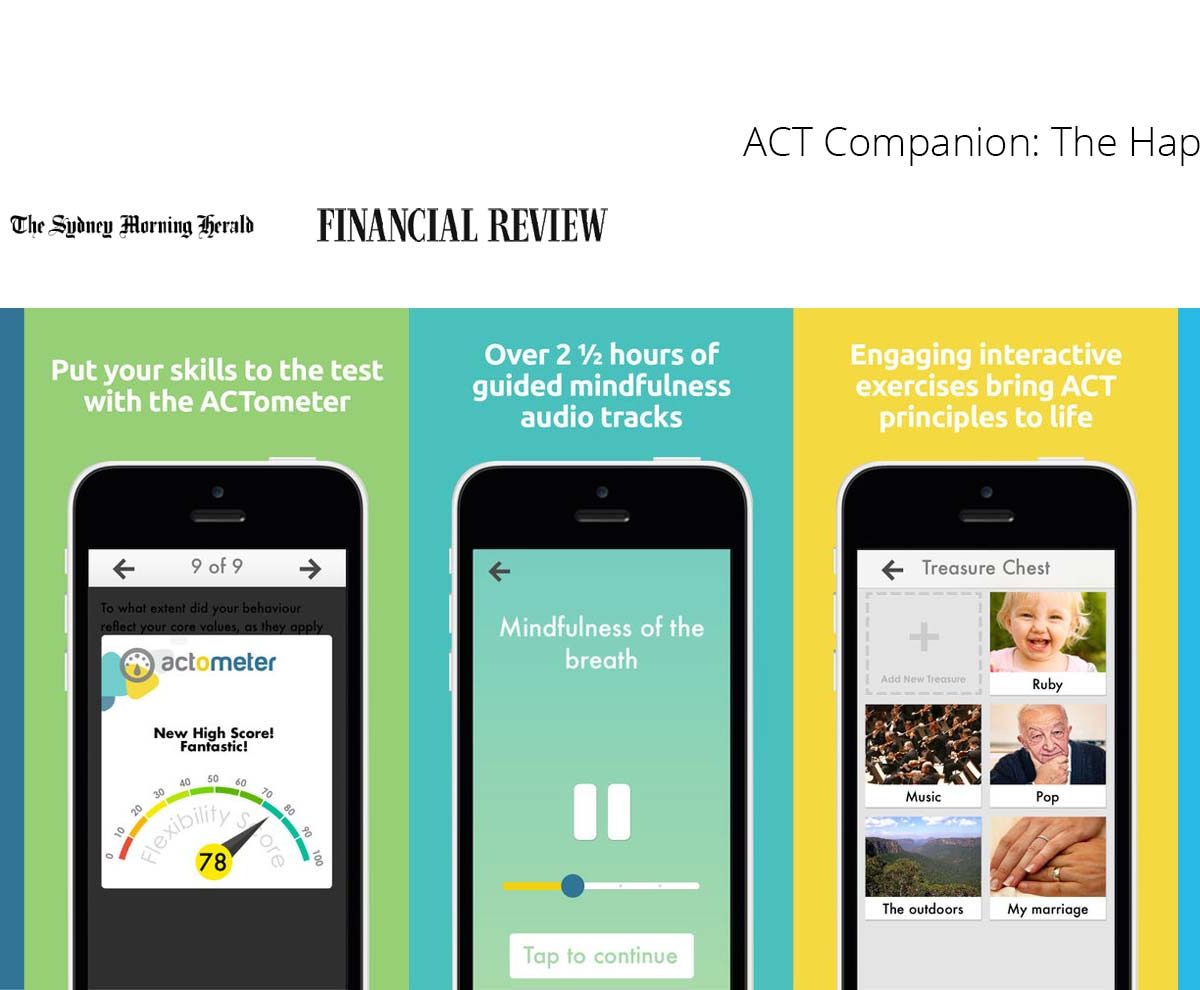 ACT Companion: The Hap
The Sydney Morning Herald
FINANCIAL REVIEW
Put your skills to the test
with the ACTometer
9 of 9
To what extent did your behaviour
reflect your core values, as they apply
actometer
New High Score!
Fantastic!
0 10 20 30 40 50 60 70 80 90 100
Flexibility Score
78
Over 2 ½ hours of
guided mindfulness
audio tracks
Mindfulness of the
breath
Tap to continue
Engaging interactive
exercises bring ACT
principles to life
Treasure Chest
Add New Treasure
Ruby
Music
Pop
The outdoors
My marriage